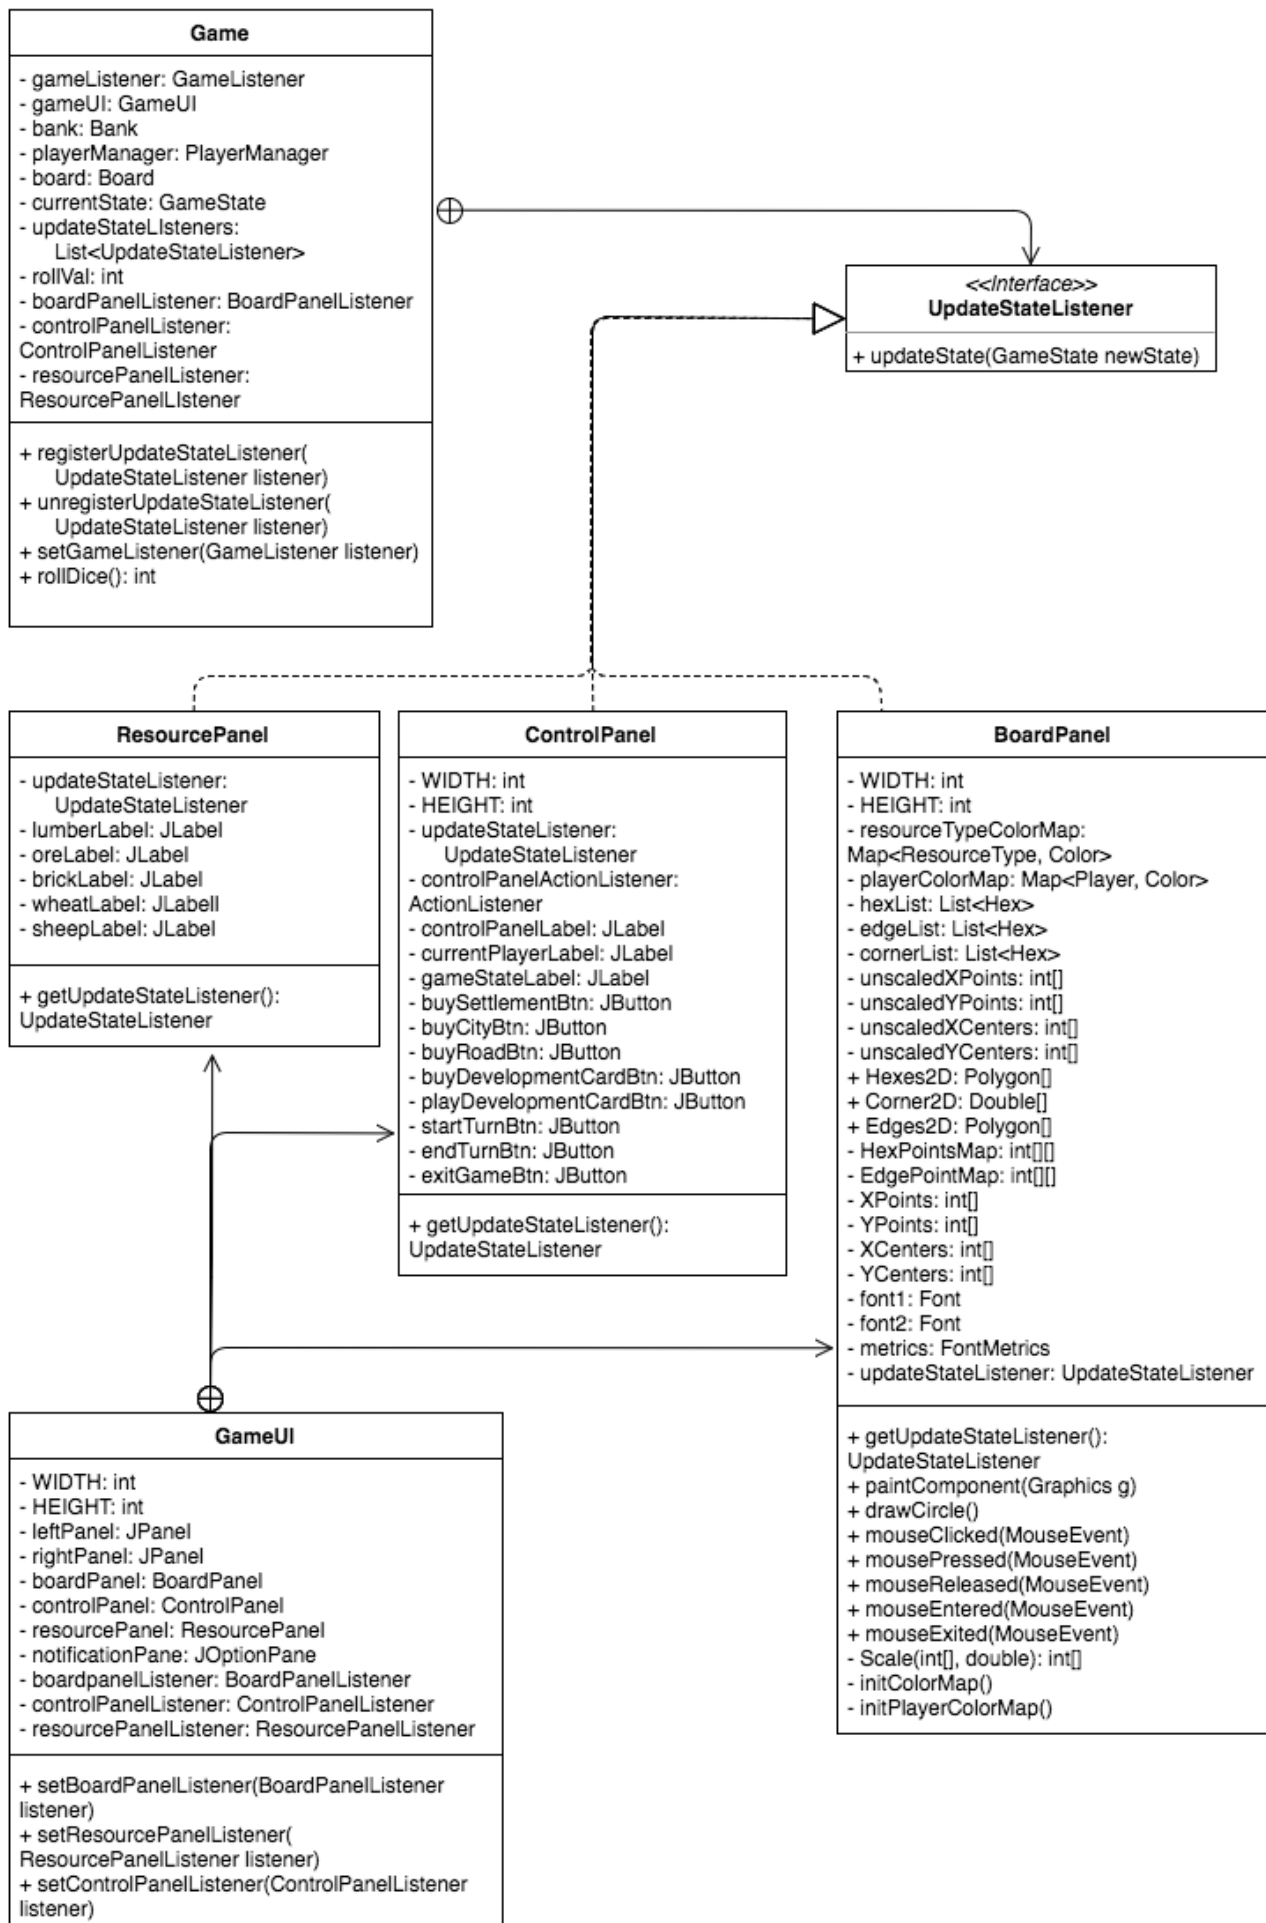 Game
- gameListener: GameListener
- gameUI: GameUI
- bank: Bank
- playerManager: PlayerManager
- board: Board
- currentState: GameState
- updateStateLIsteners:
List<UpdateStateListener>
- rollVal: int
- boardPanelListener: BoardPanelListener
- controlPanelListener:
ControlPanelListener
- resourcePanelListener:
ResourcePanelLIstener
+ registerUpdateStateListener(
UpdateStateListener listener)
+ unregisterUpdateStateListener(
UpdateStateListener listener)
+ setGameListener(GameListener listener)
+ rollDice(): int
<<Interface>>
UpdateStateListener
+ updateState(GameState newState)
ResourcePanel
- updateStateListener:
UpdateStateListener
- lumberLabel: JLabel
- oreLabel: JLabel
- brickLabel: JLabel
- wheatLabel: JLabell
- sheepLabel: JLabel
+ getUpdateStateListener():
UpdateStateListener
ControlPanel
- WIDTH: int
- HEIGHT: int
- updateStateListener:
UpdateStateListener
- controlPanelActionListener:
ActionListener
- controlPanelLabel: JLabel
- currentPlayerLabel: JLabel
- gameStateLabel: JLabel
- buySettlementBtn: JButton
- buyCityBtn: JButton
- buyRoadBtn: JButton
- buyDevelopmentCardBtn: JButton
- playDevelopmentCardBtn: JButton
- startTurnBtn: JButton
- endTurnBtn: JButton
- exitGameBtn: JButton
+ getUpdateStateListener():
UpdateStateListener
BoardPanel
- WIDTH: int
- HEIGHT: int
- resourceTypeColorMap:
Map<ResourceType, Color>
- playerColorMap: Map<Player, Color>
- hexList: List<Hex>
- edgeList: List<Hex>
- cornerList: List<Hex>
- unscaledXPoints: int[]
- unscaledYPoints: int[]
- unscaledXCenters: int[]
- unscaledYCenters: int[]
+ Hexes2D: Polygon[]
+ Corner2D: Double[]
+ Edges2D: Polygon[]
- HexPointsMap: int[][]
- EdgePointMap: int[][]
- XPoints: int[]
- YPoints: int[]
- XCenters: int[]
- YCenters: int[]
- font1: Font
- font2: Font
- metrics: FontMetrics
- updateStateListener: UpdateStateListener
+ getUpdateStateListener():
UpdateStateListener
+ paintComponent(Graphics g)
+ drawCircle()
+ mouseClicked(MouseEvent)
+ mousePressed(MouseEvent)
+ mouseReleased(MouseEvent)
+ mouseEntered(MouseEvent)
+ mouseExited(MouseEvent)
- Scale(int[], double): int[]
- initColorMap()
- initPlayerColorMap()
GameUI
- WIDTH: int
- HEIGHT: int
- leftPanel: JPanel
- rightPanel: JPanel
- boardPanel: BoardPanel
- controlPanel: ControlPanel
- resourcePanel: ResourcePanel
- notificationPane: JOptionPane
- boardpanelListener: BoardPanelListener
- controlPanelListener: ControlPanelListener
- resourcePanelListener: ResourcePanelListener
+ setBoardPanelListener(BoardPanelListener
listener)
+ setResourcePanelListener(
ResourcePanelListener listener)
+ setControlPanelListener(ControlPanelListener
listener)